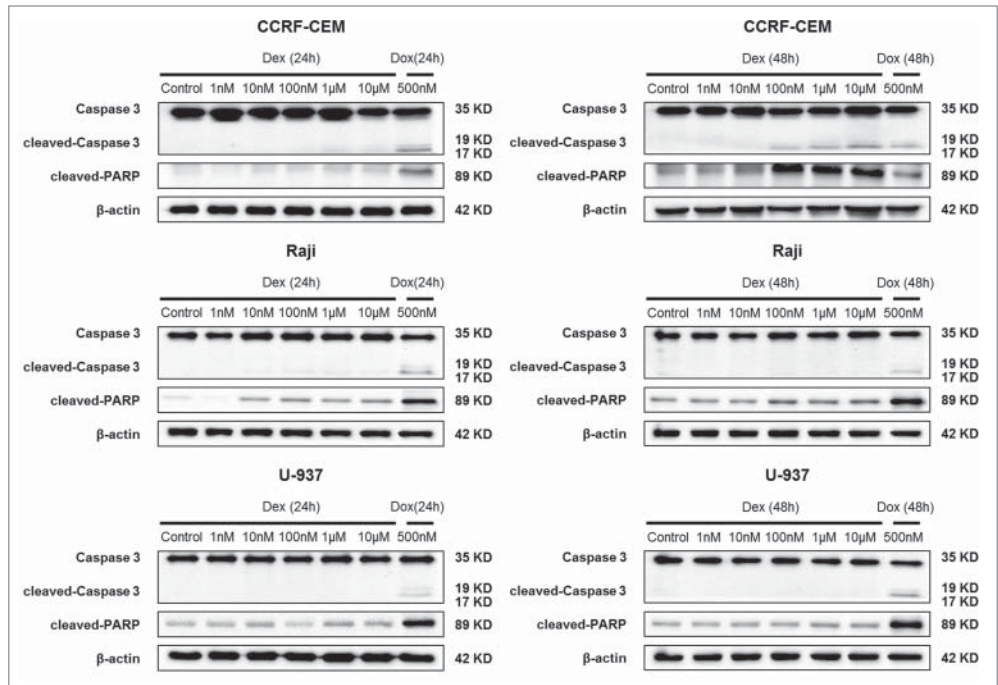 CCRF-CEM
Dex (24h) Dox(24h)
Control 1nM 10nM 100nM 1µM 10µM 500nM
Caspase 3 35 KD
cleaved-Caspase 3 19 KD
17 KD
cleaved-PARP 89 KD
β-actin 42 KD
CCRF-CEM
Dex (48h) Dox (48h)
Control 1nM 10nM 100nM 1µM 10µM 500nM
Caspase 3 35 KD
cleaved-Caspase 3 19 KD
17 KD
cleaved-PARP 89 KD
β-actin 42 KD
Raji
Dex (24h) Dox(24h)
Control 1nM 10nM 100nM 1µM 10µM 500nM
Caspase 3 35 KD
cleaved-Caspase 3 19 KD
17 KD
cleaved-PARP 89 KD
β-actin 42 KD
Raji
Dex (48h) Dox (48h)
Control 1nM 10nM 100nM 1µM 10µM 500nM
Caspase 3 35 KD
cleaved-Caspase 3 19 KD
17 KD
cleaved-PARP 89 KD
β-actin 42 KD
U-937
Dex (24h) Dox(24h)
Control 1nM 10nM 100nM 1µM 10µM 500nM
Caspase 3 35 KD
cleaved-Caspase 3 19 KD
17 KD
cleaved-PARP 89 KD
β-actin 42 KD
U-937
Dex (48h) Dox (48h)
Control 1nM 10nM 100nM 1µM 10µM 500nM
Caspase 3 35 KD
cleaved-Caspase 3 19 KD
17 KD
cleaved-PARP 89 KD
β-actin 42 KD